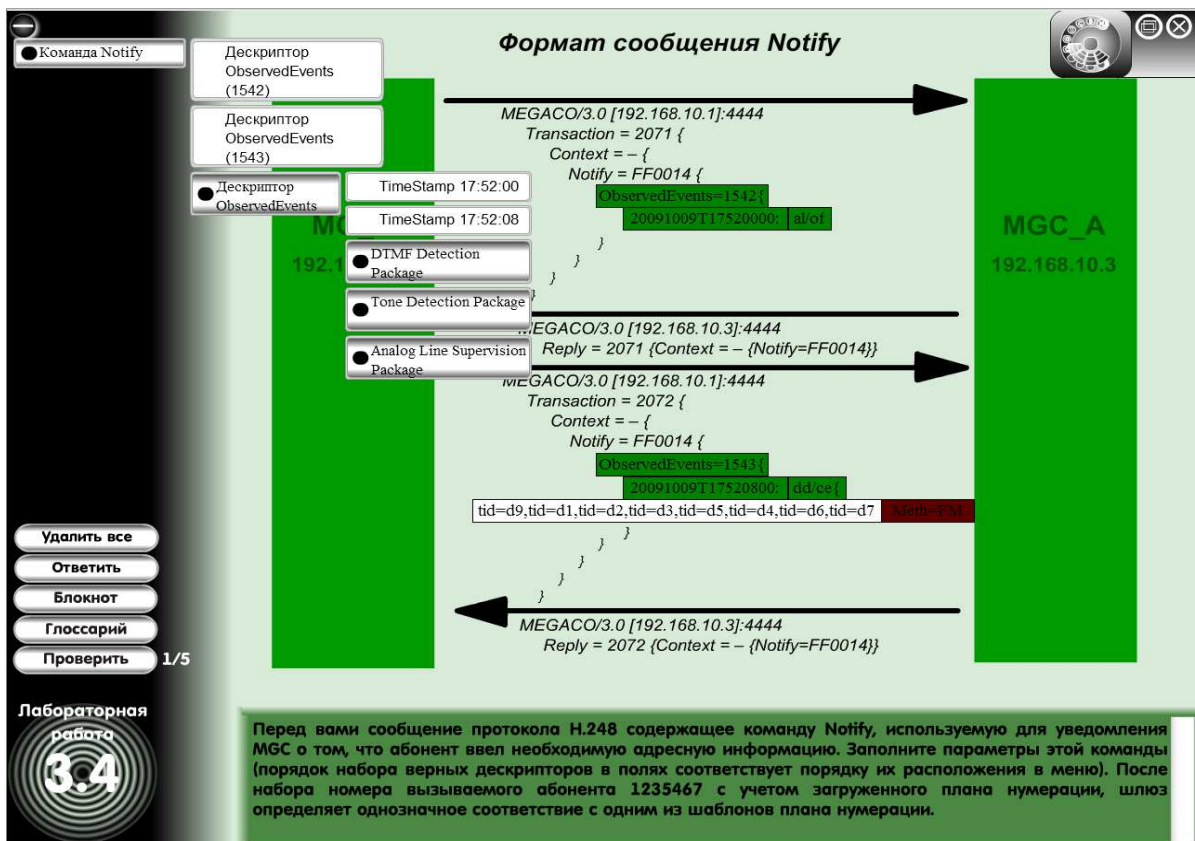 Формат сообщения Notify
Команда Notify
Дескриптор
ObservedEvents
(1542)
Дескриптор
ObservedEvents
(1543)
Дескриптор
ObservedEvents
TimeStamp 17:52:00
TimeStamp 17:52:08
DTMF Detection
Package
Tone Detection Package
Analog Line Supervision
Package
192.1
MGC_A
192.168.10.3
MEGACO/3.0 [192.168.10.1]:4444
Transaction = 2071 {
Context = – {
Notify = FF0014 {
ObservedEvents=1542{
20091009T17520000: al/of
}
}
}
}
MEGACO/3.0 [192.168.10.3]:4444
Reply = 2071 {Context = – {Notify=FF0014}}
MEGACO/3.0 [192.168.10.1]:4444
Transaction = 2072 {
Context = – {
Notify = FF0014 {
ObservedEvents=1543{
20091009T17520800: dd/ce{
tid=d9,tid=d1,tid=d2,tid=d3,tid=d5,tid=d4,tid=d6,tid=d7 Meth=FM
}
}
}
}
}
MEGACO/3.0 [192.168.10.3]:4444
Reply = 2072 {Context = – {Notify=FF0014}}
Удалить все
Ответить
Блокнот
Глоссарий
Проверить 1/5
Лабораторная
работа
3.4
Перед вами сообщение протокола H.248 содержащее команду Notify, используемую для уведомления
MGC о том, что абонент ввел необходимую адресную информацию. Заполните параметры этой команды
(порядок набора верных дескрипторов в полях соответствует порядку их расположения в меню). После
набора номера вызываемого абонента 1235467 с учетом загруженного плана нумерации, шлюз
определяет однозначное соответствие с одним из шаблонов плана нумерации.